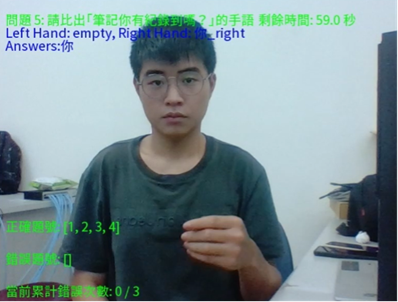 問題 5: 請比出「筆記你有記錄到嗎？」的手語 剩餘時間: 59.0 秒
Left Hand: empty, Right Hand: 你_right
Answers:你
正確題號: [1, 2, 3, 4]
錯誤題號: []
當前累計錯誤次數: 0 / 3